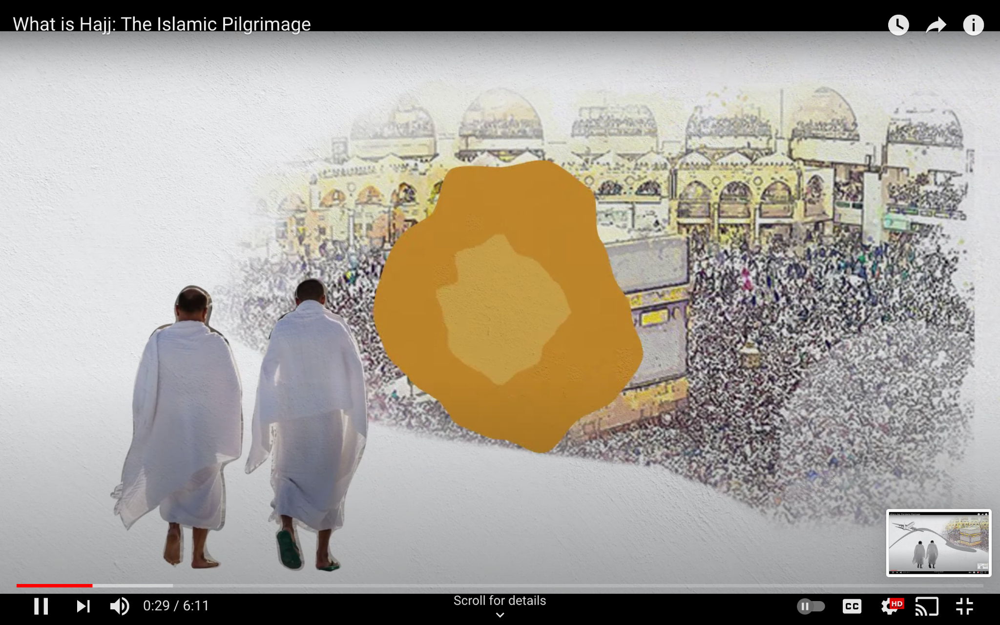 What is Hajj: The Islamic Pilgrimage
0:29 / 6:11
Scroll for details
CC
HD